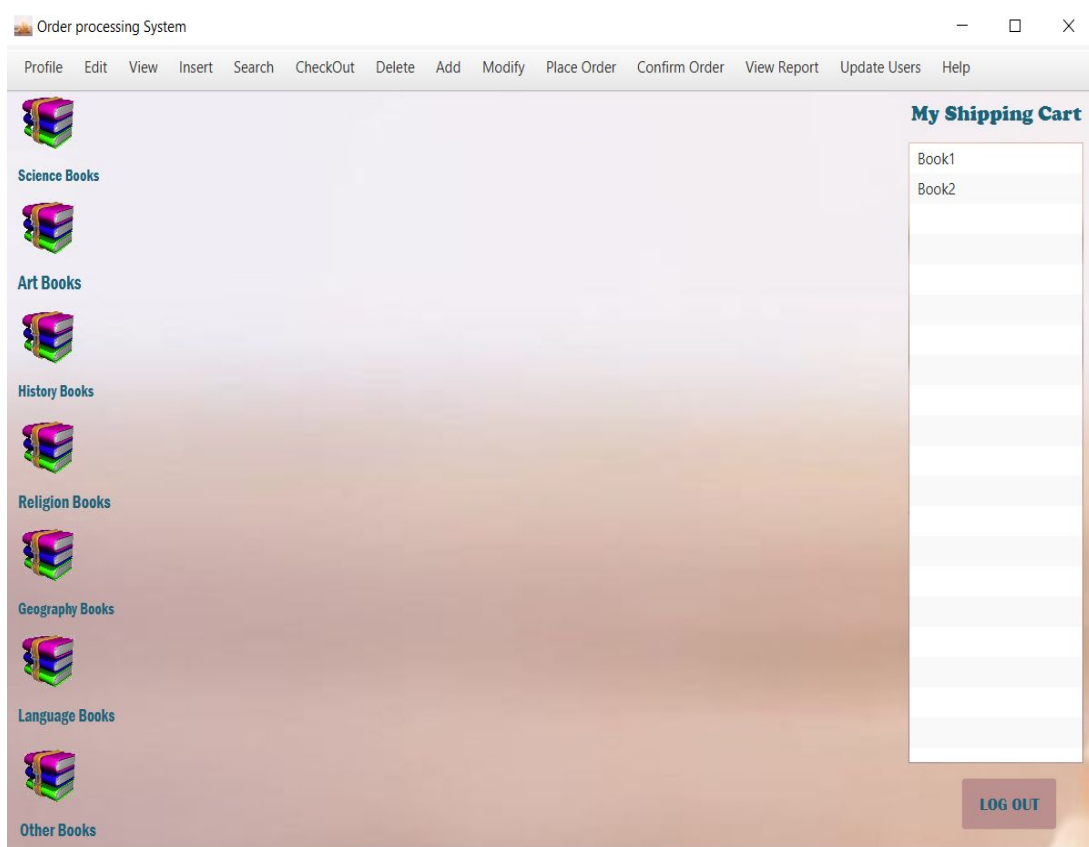 Order processing System
Profile Edit View Insert Search CheckOut Delete Add Modify Place Order Confirm Order View Report Update Users Help
Science Books
Art Books
History Books
Religion Books
Geography Books
Language Books
Other Books
My Shipping Cart
Book1
Book2
LOG OUT